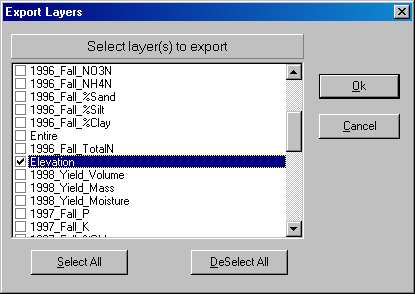 Export Layers
Select layer(s) to export
1996_Fall_NO3N
1996_Fall_NH4N
1996_Fall_%Sand
1996_Fall_%Silt
1996_Fall_%Clay
Entire
1996_Fall_TotalN
Elevation
1998_Yield_Volume
1998_Yield_Mass
1998_Yield_Moisture
1997_Fall_P
1997_Fall_K
Ok
Cancel
Select All
DeSelect All